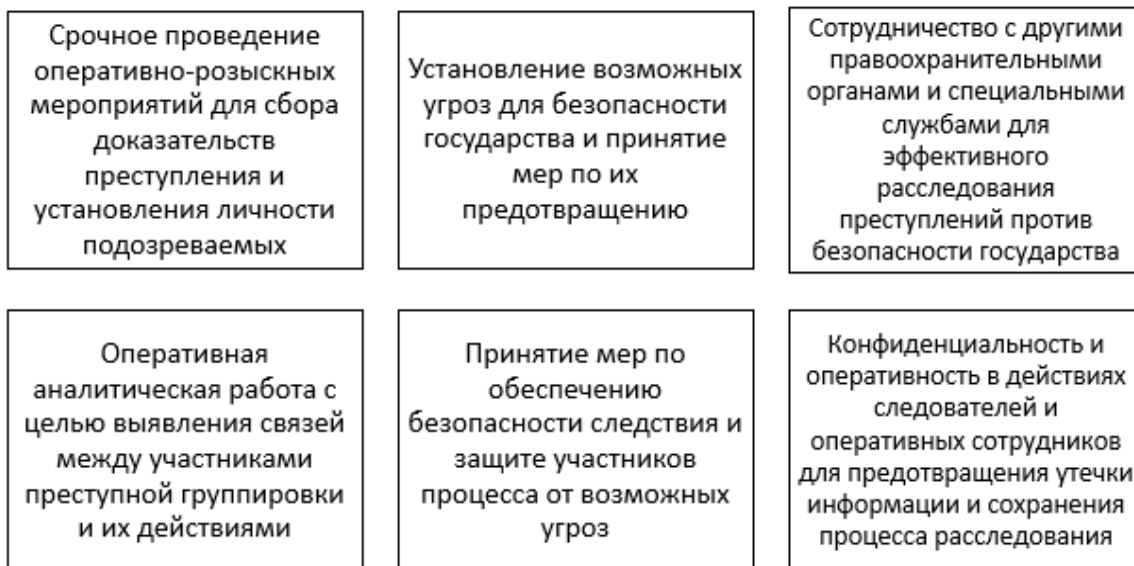 Срочное проведение
оперативно-розыскных
мероприятий для сбора
доказательств
преступления и
установления личности
подозреваемых
Установление возможных
угроз для безопасности
государства и принятие
мер по их
предотвращению
Сотрудничество с другими
правоохранительными
органами и специальными
службами для
эффективного
расследования
преступлений против
безопасности государства
Оперативная
аналитическая работа с
целью выявления связей
между участниками
преступной группировки
и их действиями
Принятие мер по
обеспечению
безопасности следствия и
защите участников
процесса от возможных
угроз
Конфиденциальность и
оперативность в действиях
следователей и
оперативных сотрудников
для предотвращения утечки
информации и сохранения
процесса расследования